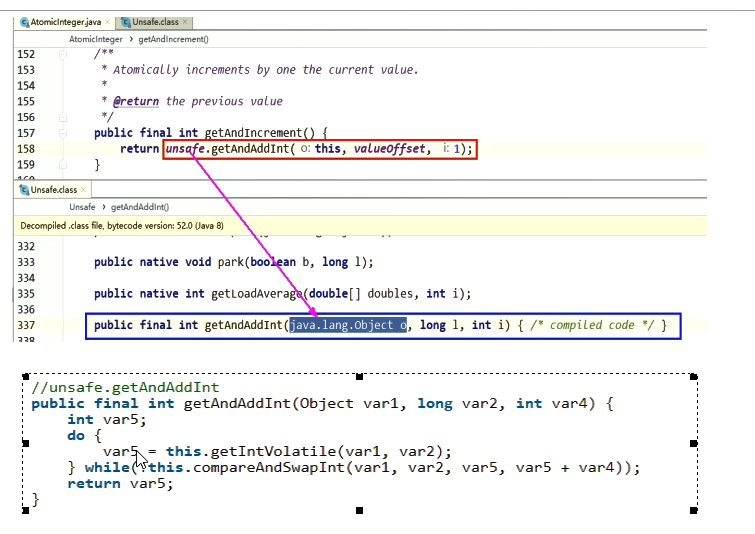 AtomicInteger.java × Unsafe.class ×
AtomicInteger › getAndIncrement()
152 /**
153 * Atomically increments by one the current value.
154 *
155 * @return the previous value
156 */
157 public final int getAndIncrement() {
158 return unsafe.getAndAddInt( o: this, valueOffset, i: 1);
159 }
160
Unsafe.class ×
Unsafe › getAndAddInt()
Decompiled .class file, bytecode version: 52.0 (Java 8)
332
333 public native void park(boolean b, long l);
334
335 public native int getLoadAverage(double[] doubles, int i);
336
337 public final int getAndAddInt(java.lang.Object o, long l, int i) { /* compiled code */ }
338
//unsafe.getAndAddInt
public final int getAndAddInt(Object var1, long var2, int var4) {
int var5;
do {
var5 = this.getIntVolatile(var1, var2);
} while(!this.compareAndSwapInt(var1, var2, var5, var5 + var4));
return var5;
}